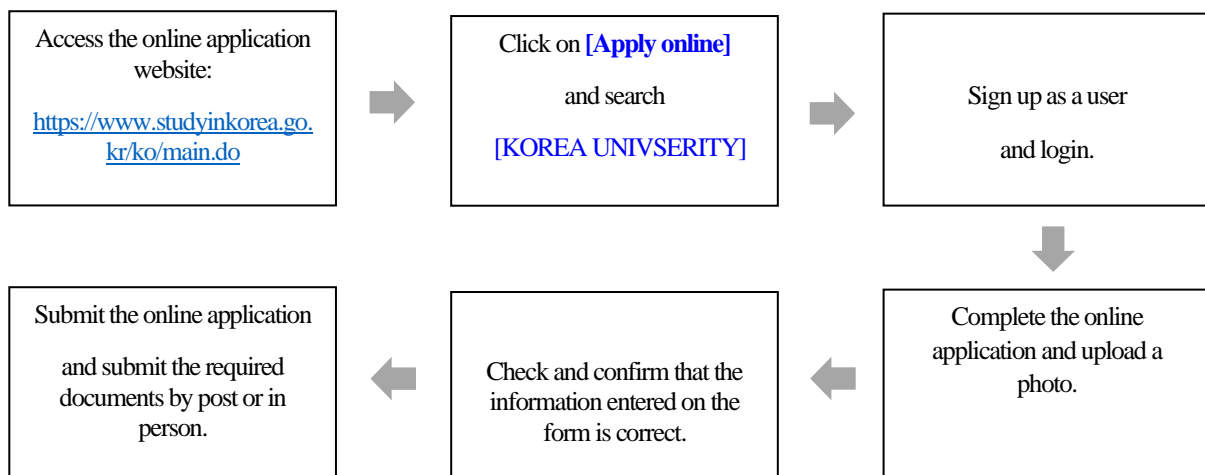 Access the online application
website:
https://www.studyinkorea.go.
kr/ko/main.do
Click on [Apply online]
and search
[KOREA UNIVSERITY]
Sign up as a user
and login.
Complete the online
application and upload a
photo.
Check and confirm that the
information entered on the
form is correct.
Submit the online application
and submit the required
documents by post or in
person.